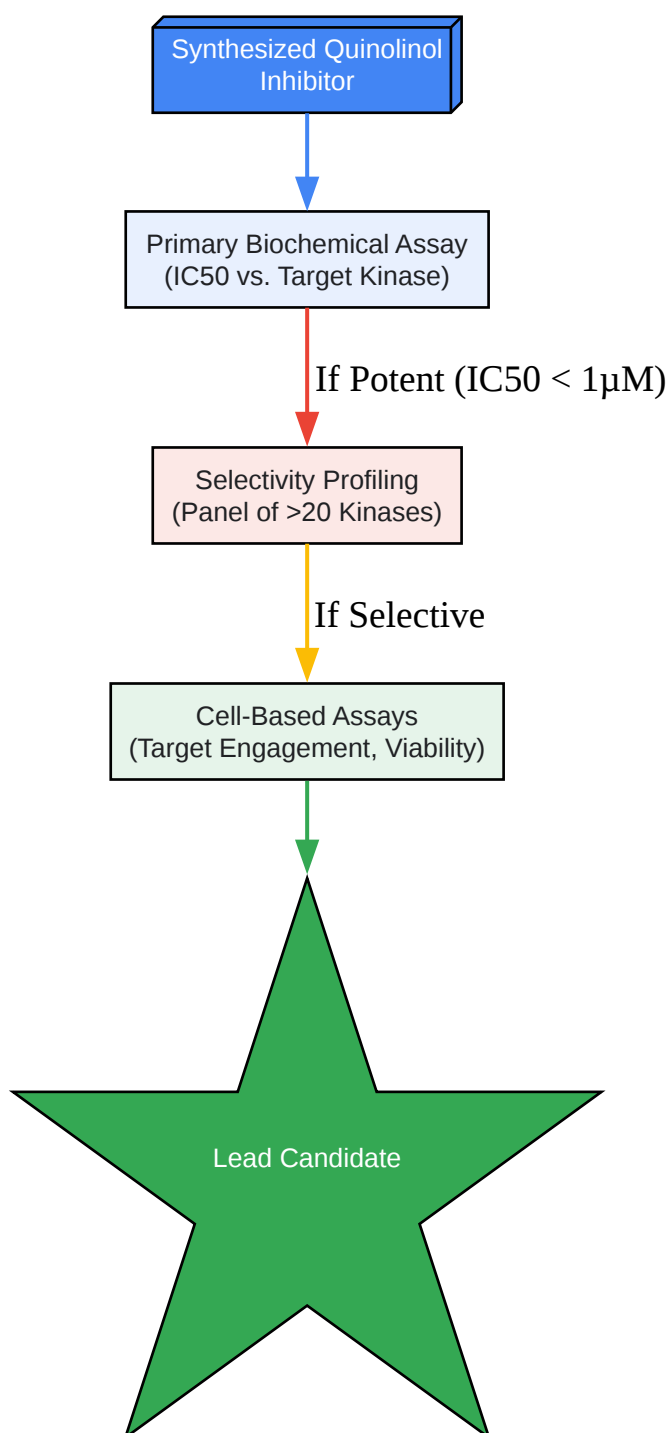 Synthesized Quinolinol
Inhibitor
Primary Biochemical Assay
(IC50 vs. Target Kinase)
If Potent (IC50 < 1µM)
Selectivity Profiling
(Panel of >20 Kinases)
If Selective
Cell-Based Assays
(Target Engagement, Viability)
Lead Candidate